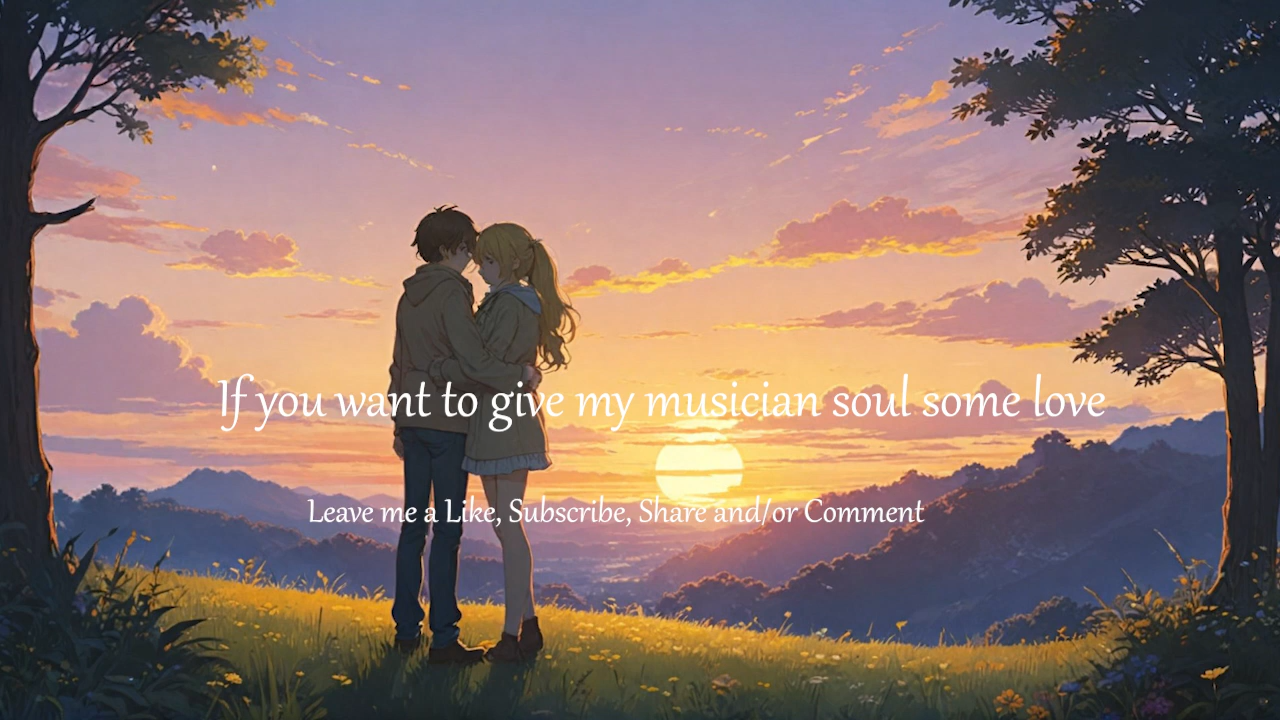 If you want to give my musician soul some love
Leave me a Like, Subscribe, Share and/or Comment